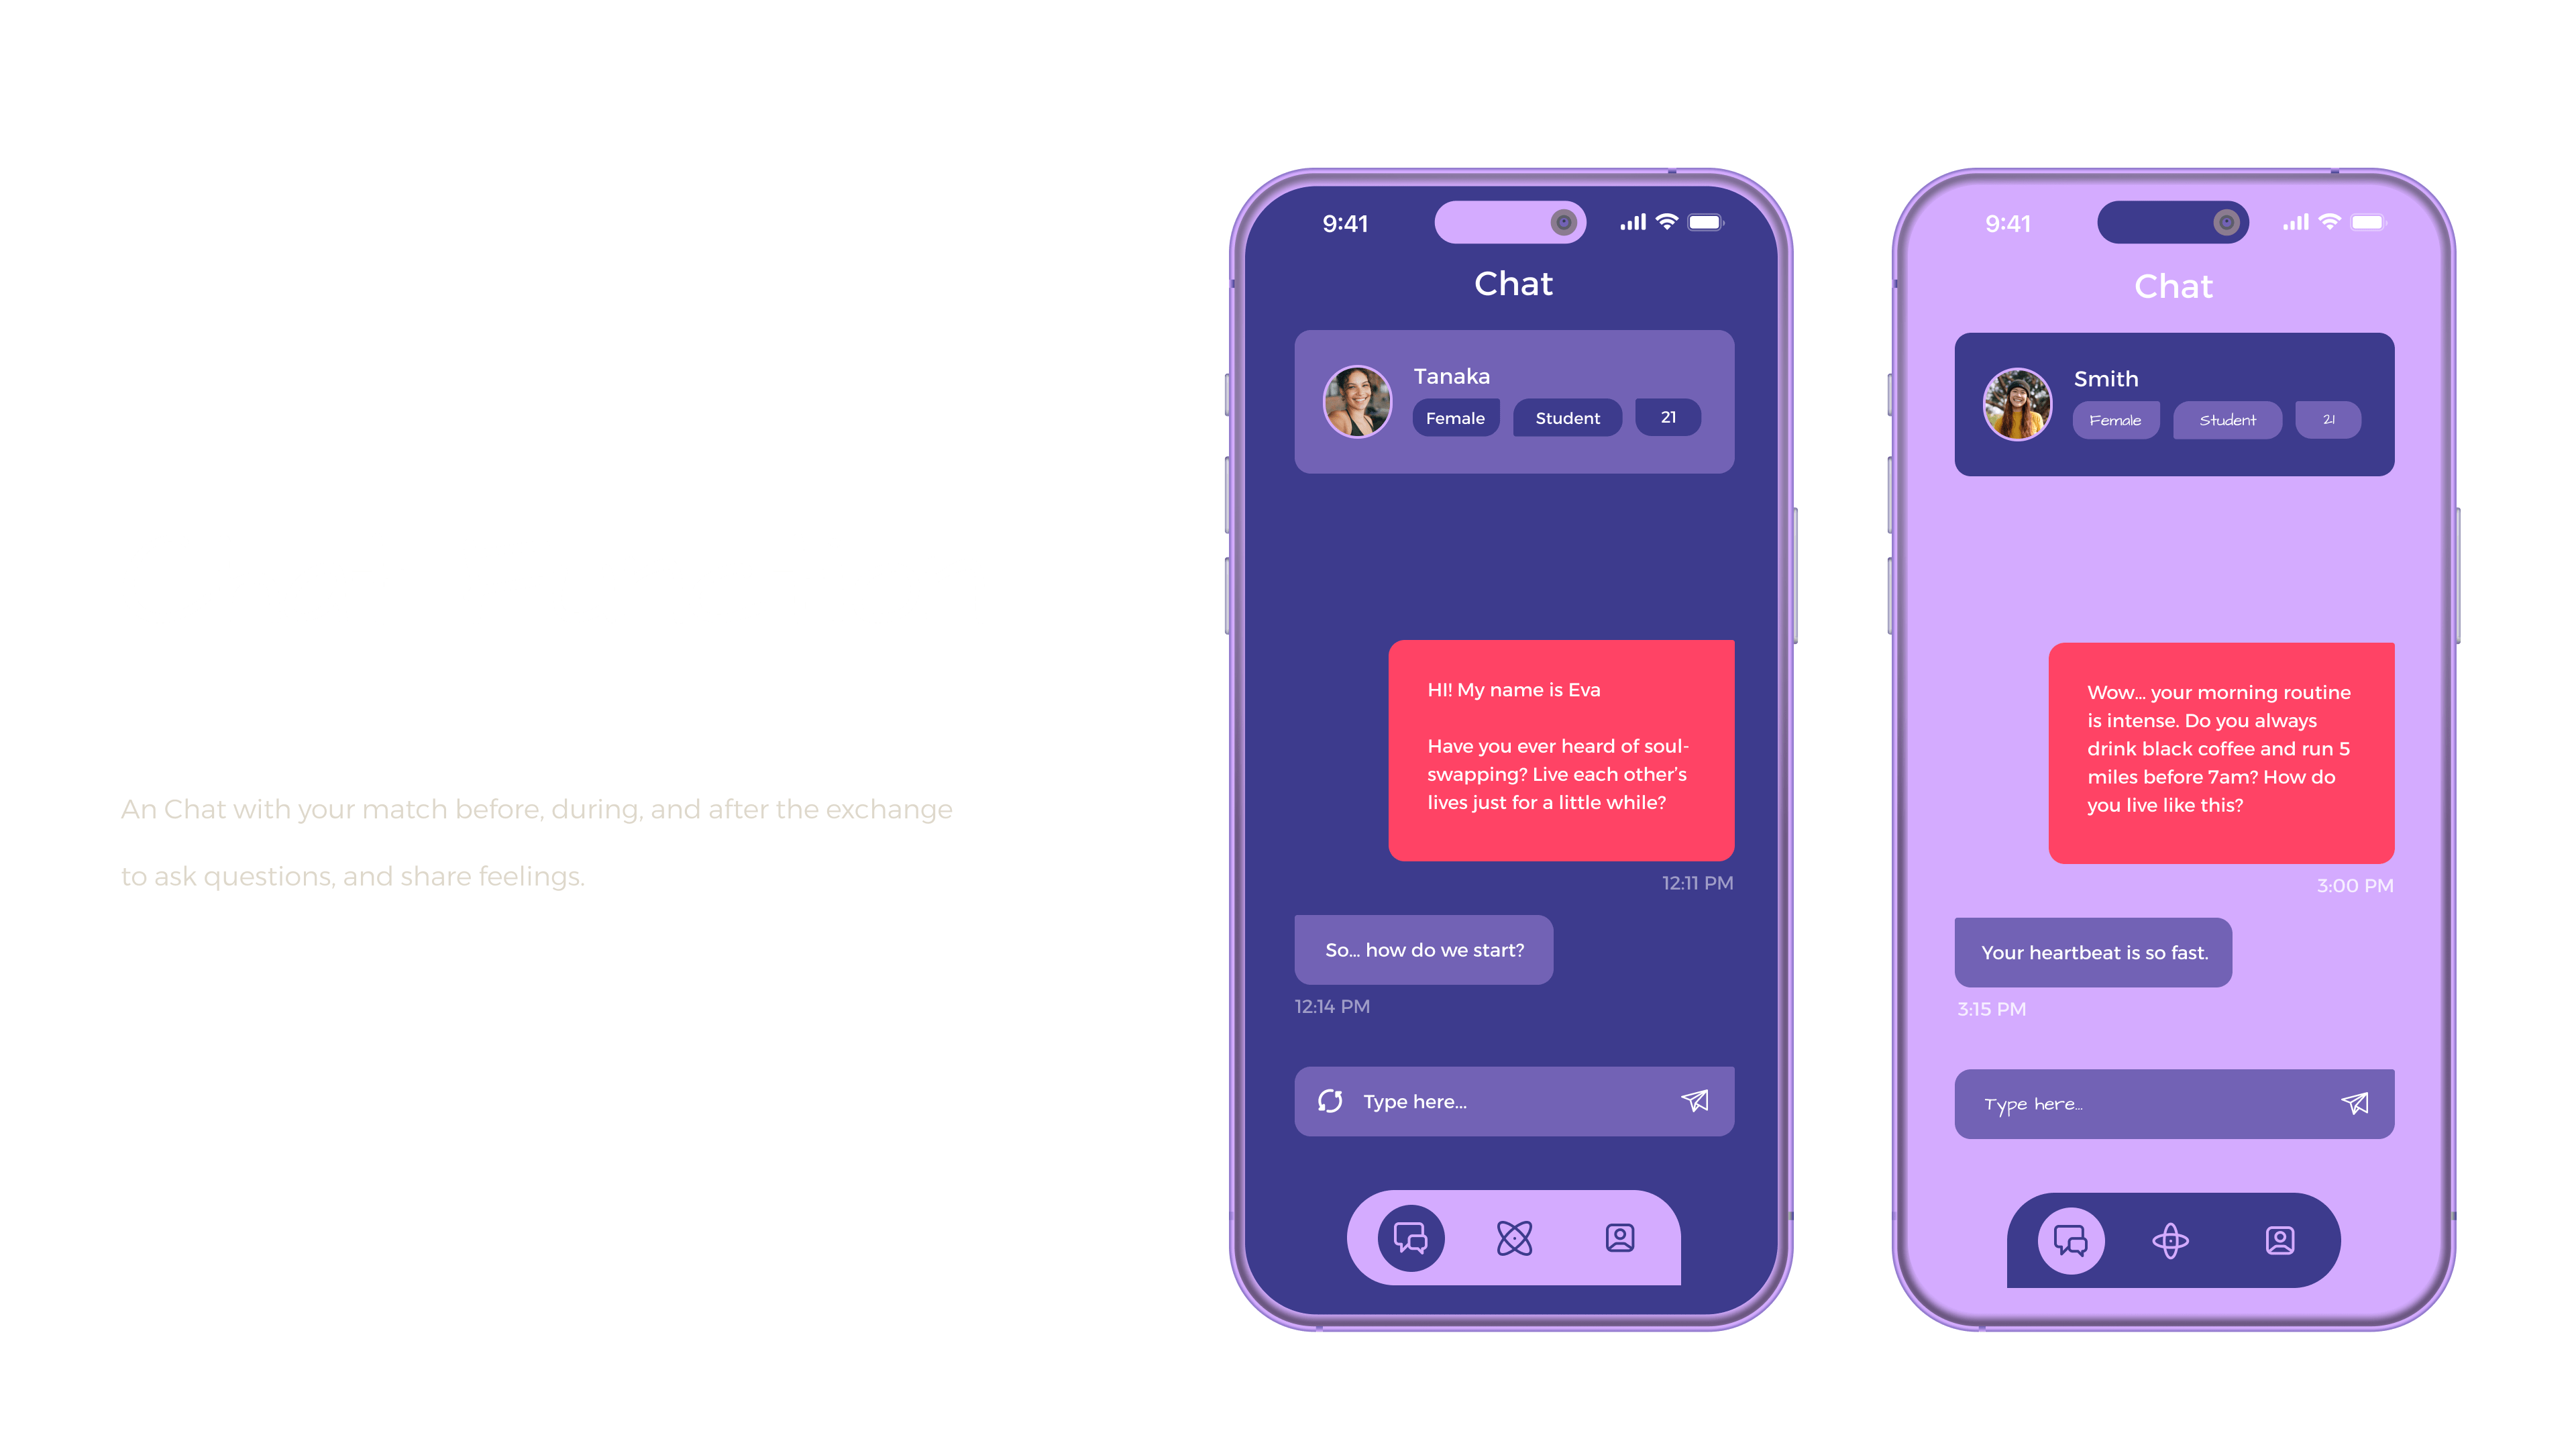 An Chat with your match before, during, and after the exchange
to ask questions, and share feelings.
9:41
Chat
Tanaka
Female Student 21
HI! My name is Eva
Have you ever heard of soul-
swapping? Live each other’s
lives just for a little while?
12:11 PM
So... how do we start?
12:14 PM
Type here...
9:41
Chat
Smith
Female Student 21
Wow... your morning routine
is intense. Do you always
drink black coffee and run 5
miles before 7am? How do
you live like this?
3:00 PM
Your heartbeat is so fast.
3:15 PM
Type here...